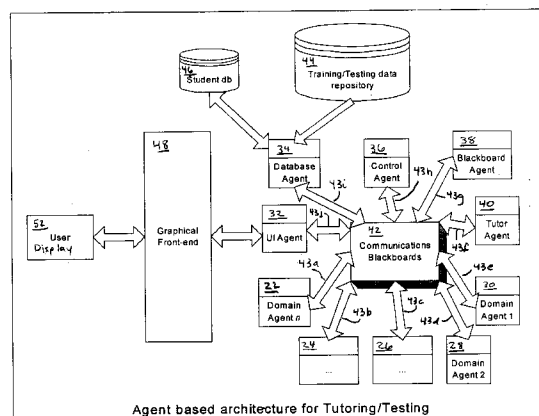 46
Student db
44
Training/Testing data
repository
48
Graphical
Front-end
52
User
Display
34
Database
Agent
36
Control
Agent
38
Blackboard
Agent
43h
43g
43i
32
UI Agent
43j
42
Communications
Blackboards
40
Tutor
Agent
43f
43a
43e
22
Domain
Agent n
43b
43c
43d
30
Domain
Agent 1
24
...
26
...
28
Domain
Agent 2
Agent based architecture for Tutoring/Testing